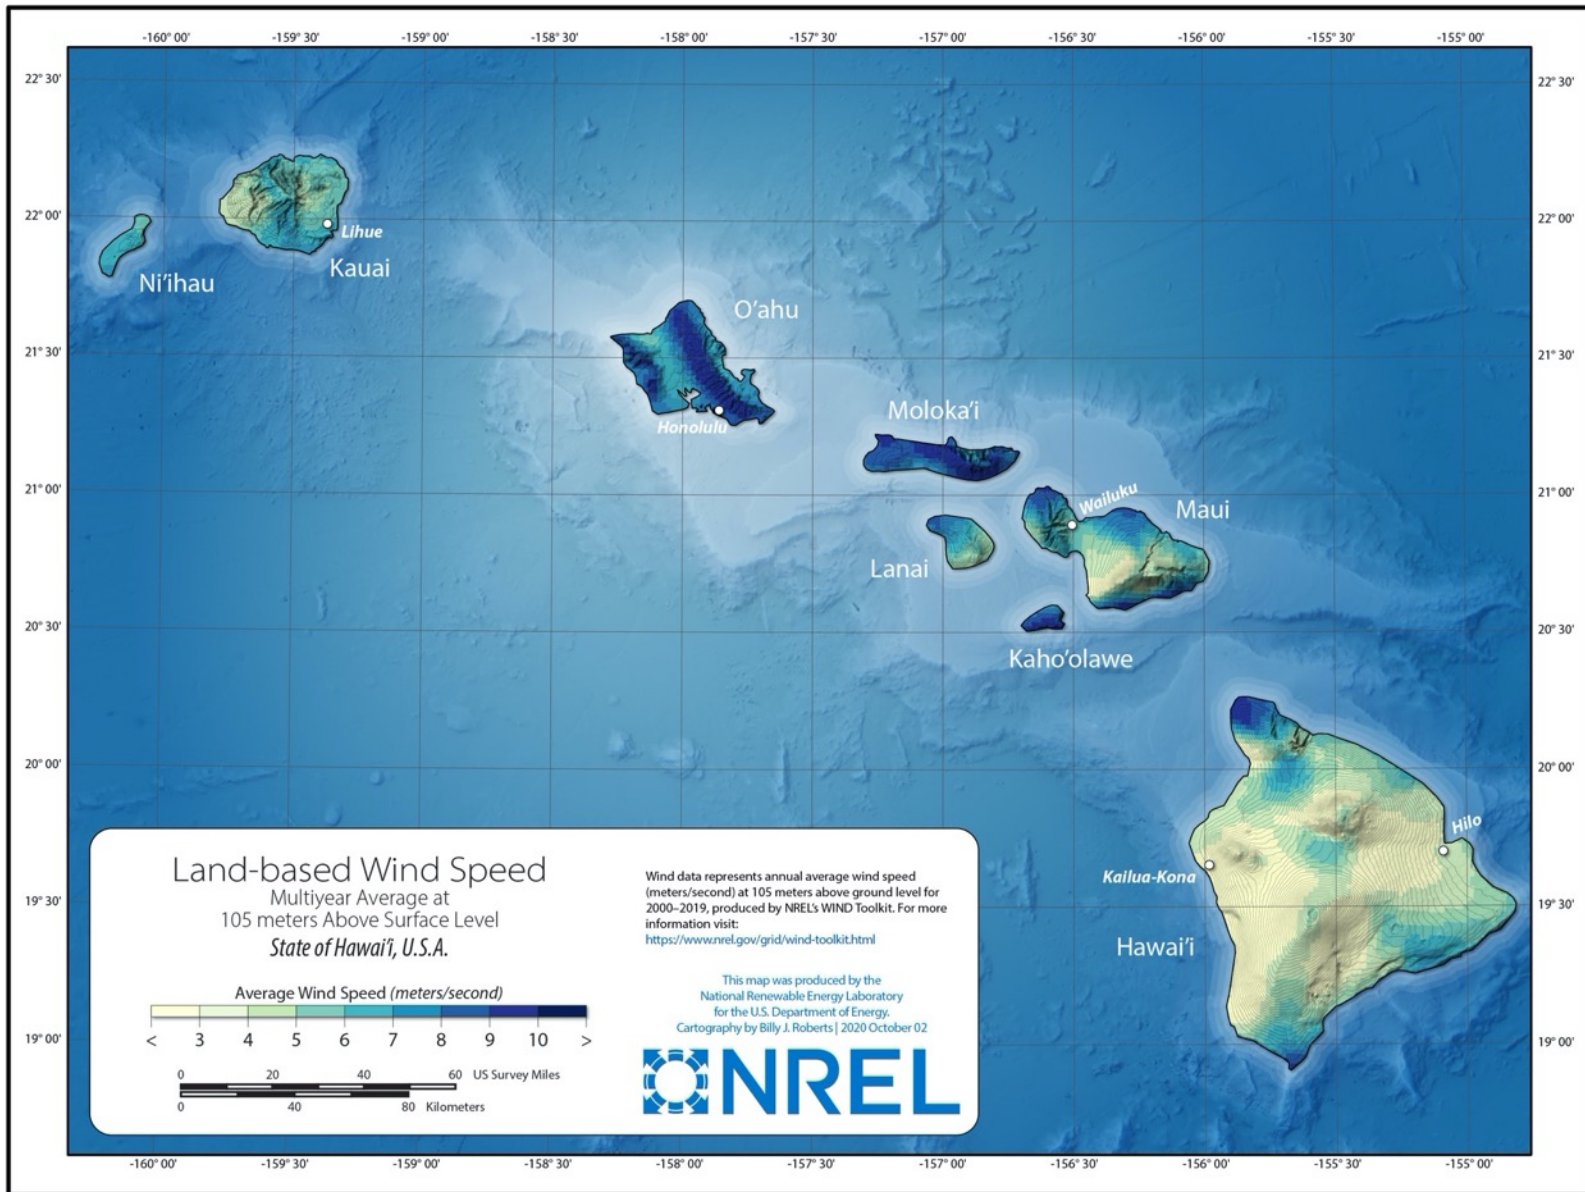 -160° 00'
-159° 30'
-159° 00'
-158° 30'
-158° 00'
-157° 30'
-157° 00'
-156° 30'
-156° 00'
-155° 30'
-155° 00'
22° 30'
22° 30'
22° 00'
22° 00'
Lihue
Kauai
Ni'ihau
O'ahu
21° 30'
21° 30'
Honolulu
Moloka'i
21° 00'
21° 00'
Wailuku
Maui
Lanai
20° 30'
20° 30'
Kaho'olawe
20° 00'
20° 00'
Hilo
Kailua-Kona
19° 30'
19° 30'
Hawai'i
19° 00'
19° 00'
Land-based Wind Speed
Multiyear Average at
105 meters Above Surface Level
State of Hawai'i, U.S.A.
Average Wind Speed (meters/second)
< 3 4 5 6 7 8 9 10 >
0 20 40 60 US Survey Miles
0 40 80 Kilometers
Wind data represents annual average wind speed
(meters/second) at 105 meters above ground level for
2000–2019, produced by NREL's WIND Toolkit. For more
information visit:
https://www.nrel.gov/grid/wind-toolkit.html
This map was produced by the
National Renewable Energy Laboratory
for the U.S. Department of Energy.
Cartography by Billy J. Roberts | 2020 October 02
NREL
-160° 00'
-159° 30'
-159° 00'
-158° 30'
-158° 00'
-157° 30'
-157° 00'
-156° 30'
-156° 00'
-155° 30'
-155° 00'